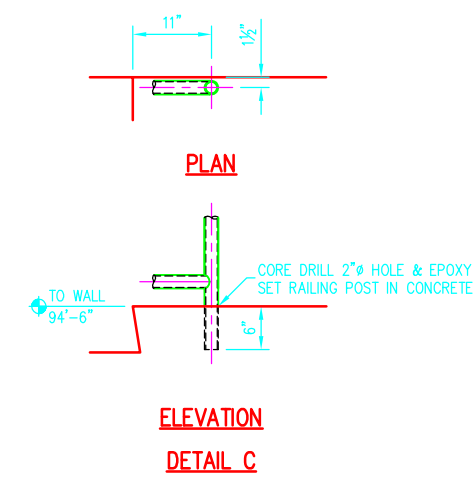 11"
1½"
PLAN
CORE DRILL 2"ø HOLE & EPOXY
SET RAILING POST IN CONCRETE
TO WALL
94'-6"
6"
ELEVATION
DETAIL C